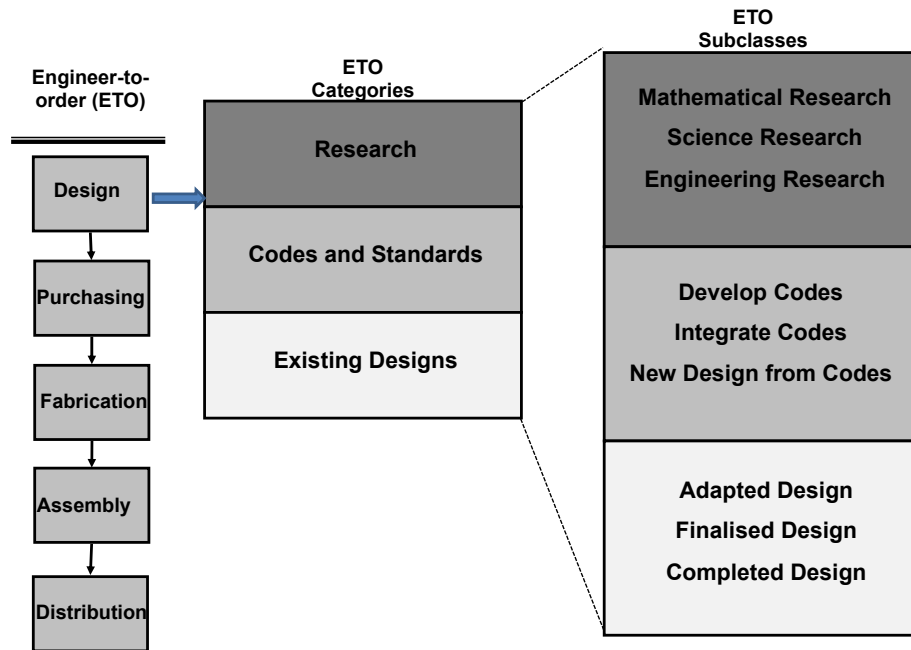 Engineer-to-
order (ETO)
Design
Purchasing
Fabrication
Assembly
Distribution
ETO
Categories
Research
Codes and Standards
Existing Designs
ETO
Subclasses
Mathematical Research
Science Research
Engineering Research
Develop Codes
Integrate Codes
New Design from Codes
Adapted Design
Finalised Design
Completed Design